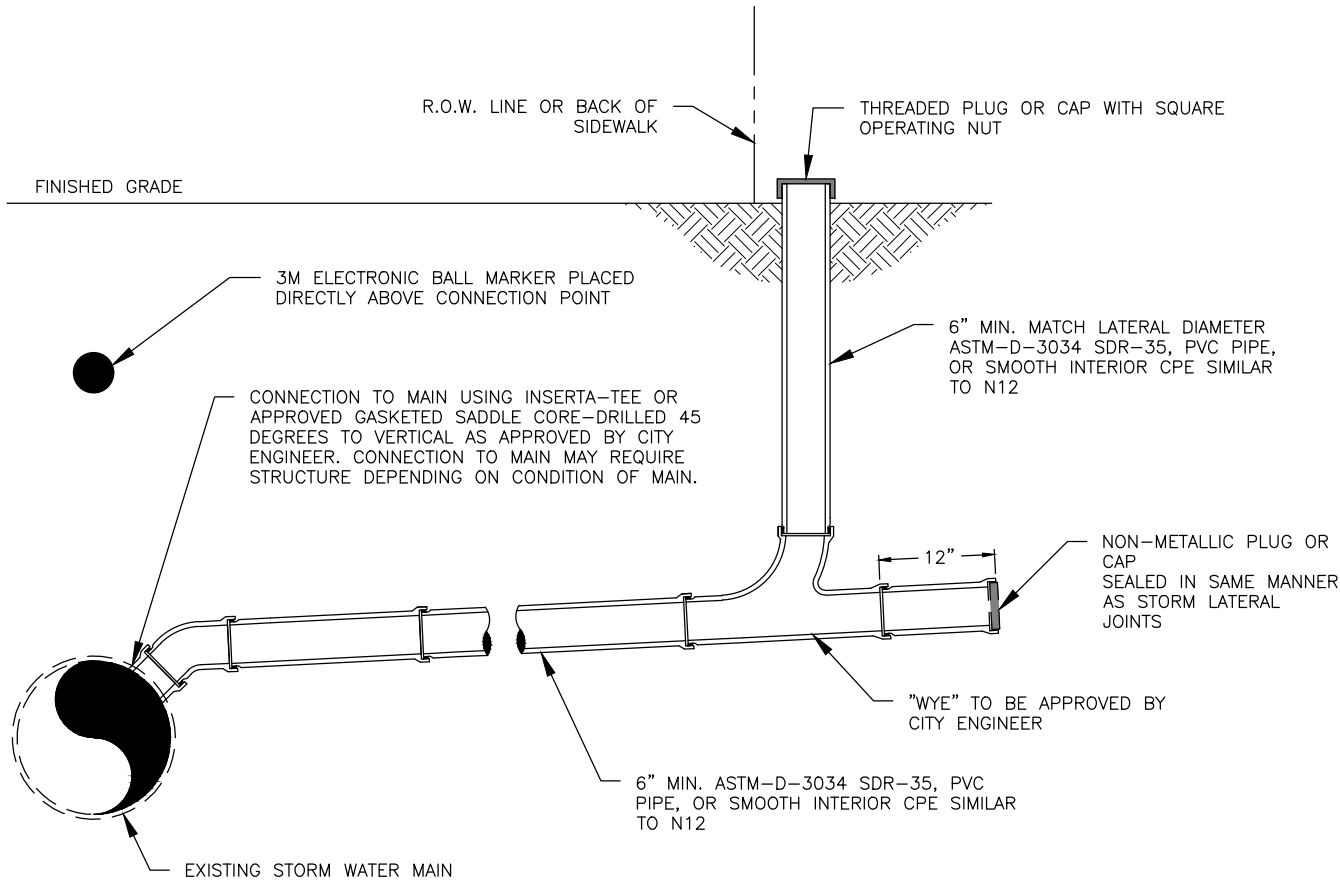 R.O.W. LINE OR BACK OF
SIDEWALK
THREADED PLUG OR CAP WITH SQUARE
OPERATING NUT
FINISHED GRADE
3M ELECTRONIC BALL MARKER PLACED
DIRECTLY ABOVE CONNECTION POINT
6” MIN. MATCH LATERAL DIAMETER
ASTM-D-3034 SDR-35, PVC PIPE,
OR SMOOTH INTERIOR CPE SIMILAR
TO N12
CONNECTION TO MAIN USING INSERTA-TEE OR
APPROVED GASKETED SADDLE CORE-DRILLED 45
DEGREES TO VERTICAL AS APPROVED BY CITY
ENGINEER. CONNECTION TO MAIN MAY REQUIRE
STRUCTURE DEPENDING ON CONDITION OF MAIN.
12”
NON-METALLIC PLUG OR
CAP
SEALED IN SAME MANNER
AS STORM LATERAL
JOINTS
"WYE" TO BE APPROVED BY
CITY ENGINEER
6” MIN. ASTM-D-3034 SDR-35, PVC
PIPE, OR SMOOTH INTERIOR CPE SIMILAR
TO N12
EXISTING STORM WATER MAIN